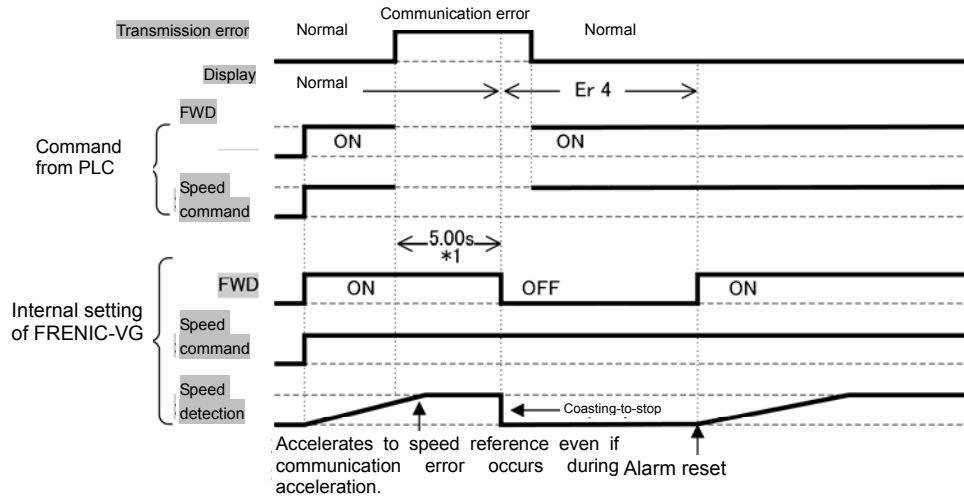 Communication error
Transmission error
Normal
Normal
Display
Normal
Er 4
FWD
Command
from PLC
ON
ON
Speed
command
5.00s
*1
Internal setting
of FRENIC-VG
FWD
ON
OFF
ON
Speed
command
Speed
detection
Coasting-to-stop
Accelerates to speed reference even if
communication error occurs during
acceleration.
Alarm reset